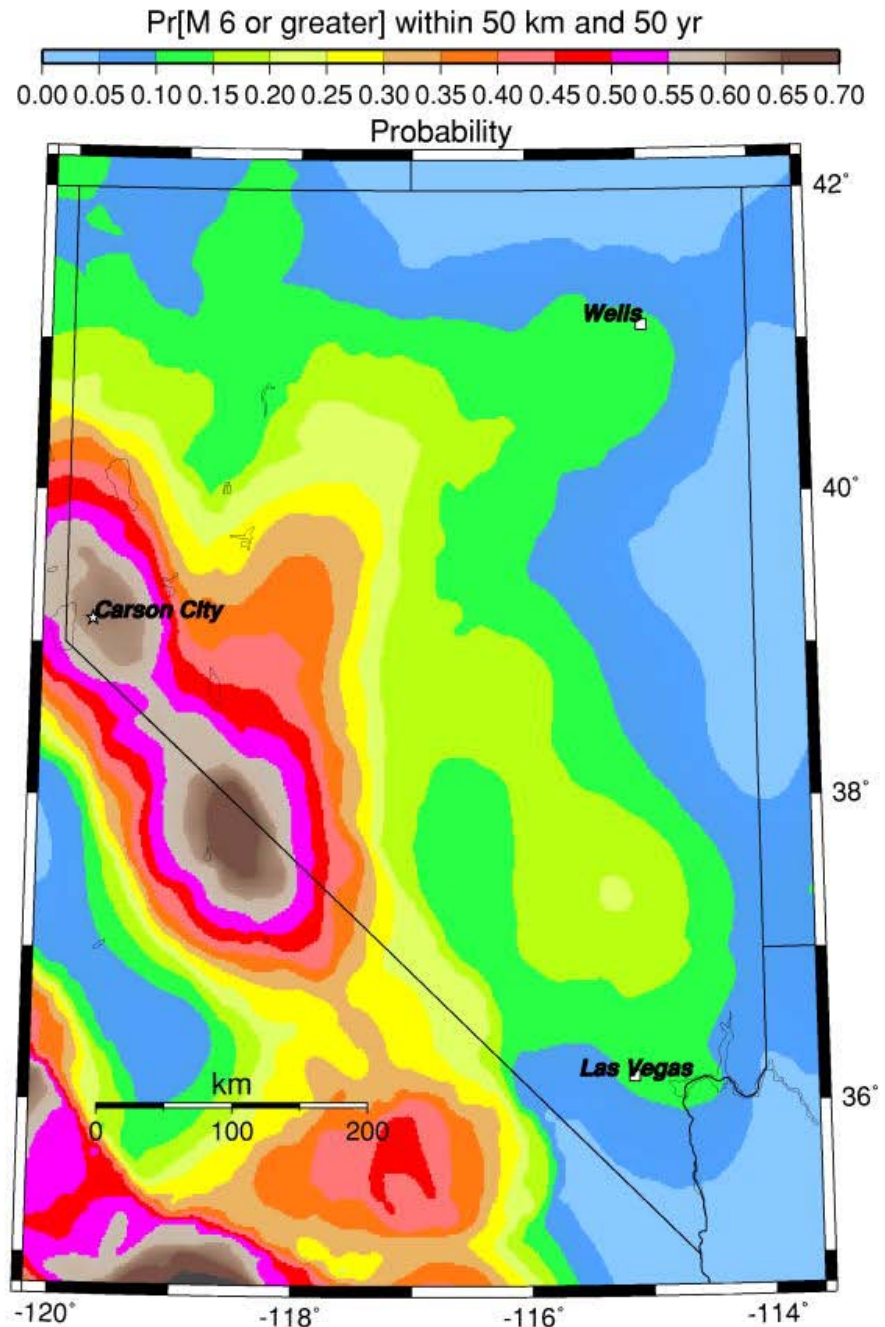 Pr[M 6 or greater] within 50 km and 50 yr
0.00 0.05 0.10 0.15 0.20 0.25 0.30 0.35 0.40 0.45 0.50 0.55 0.60 0.65 0.70
Probability
42˚
Wells
40˚
Carson City
38˚
Las Vegas
km
36˚
0 100 200
-120˚ -118˚ -116˚ -114˚